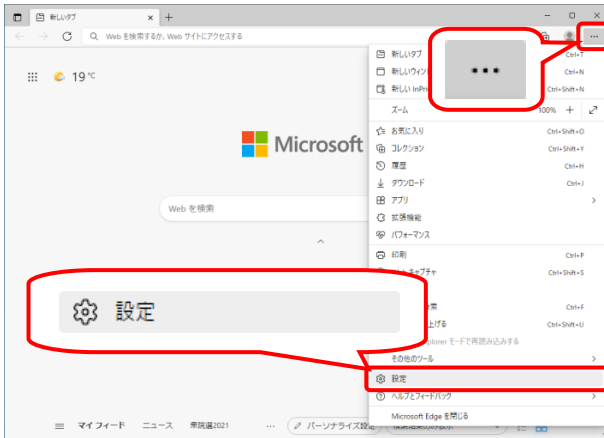 新しいタブ
Web を検索するか、Web サイトにアクセスする
19 ℃
Microsoft
Web を検索
設定
マイ フィード ニュース 衆院選2021 ... パーソナライズ設定
新しいタブ Ctrl+T
新しいウィン Ctrl+N
新しい InPri Ctrl+Shift+N
ズーム 100%
お気に入り Ctrl+Shift+O
コレクション Ctrl+Shift+Y
履歴 Ctrl+H
ダウンロード Ctrl+J
アプリ
拡張機能
パフォーマンス
印刷 Ctrl+P
キャプチャ Ctrl+Shift+S
索 Ctrl+F
上げる Ctrl+Shift+U
plorer モードで再読み込みする
その他のツール
設定
ヘルプとフィードバック
Microsoft Edge を閉じる